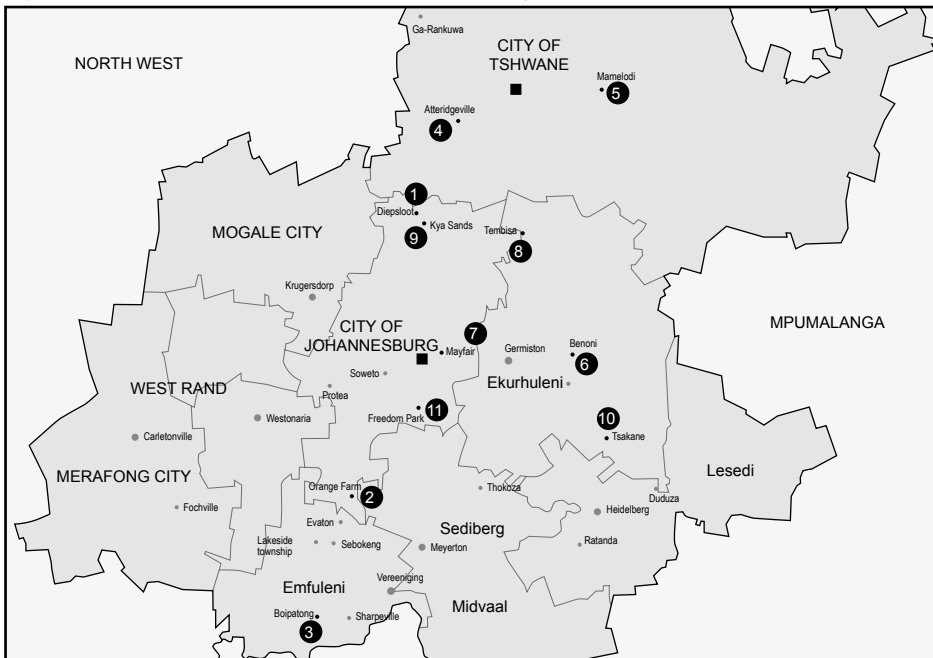 Ga-Rankuwa
CITY OF
TSHWANE
NORTH WEST
Mamelodi
5
Atteridgeville
4
1
Diepsloot
Kya Sands
9
MOGALE CITY
Tembisa
8
Krugersdorp
MPUMALANGA
CITY OF
JOHANNESBURG
7
Mayfair
Germiston
Benoni
6
Soweto
Ekurhuleni
WEST RAND
Protea
Freedom Park
11
10
Westonaria
Tsakane
Carletonville
MERAFONG CITY
Lesedi
Orange Farm
2
Thokoza
Duduza
Fochville
Heidelberg
Evaton
Sediberg
Lakeside
township
Sebokeng
Meyerton
Ratanda
Emfuleni
Vereeniging
Midvaal
Boipatong
Sharpeville
3